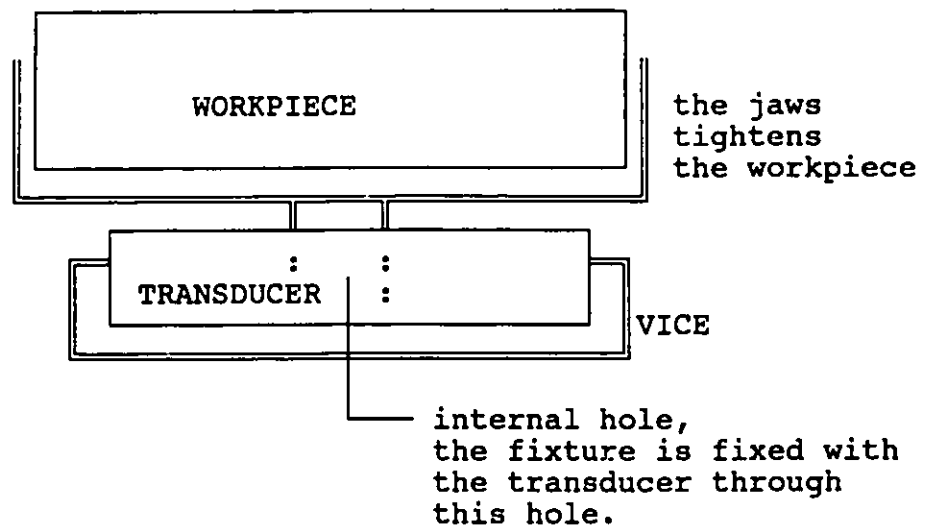 WORKPIECE
the jaws
tightens
the workpiece
TRANSDUCER
VICE
internal hole,
the fixture is fixed with
the transducer through
this hole.